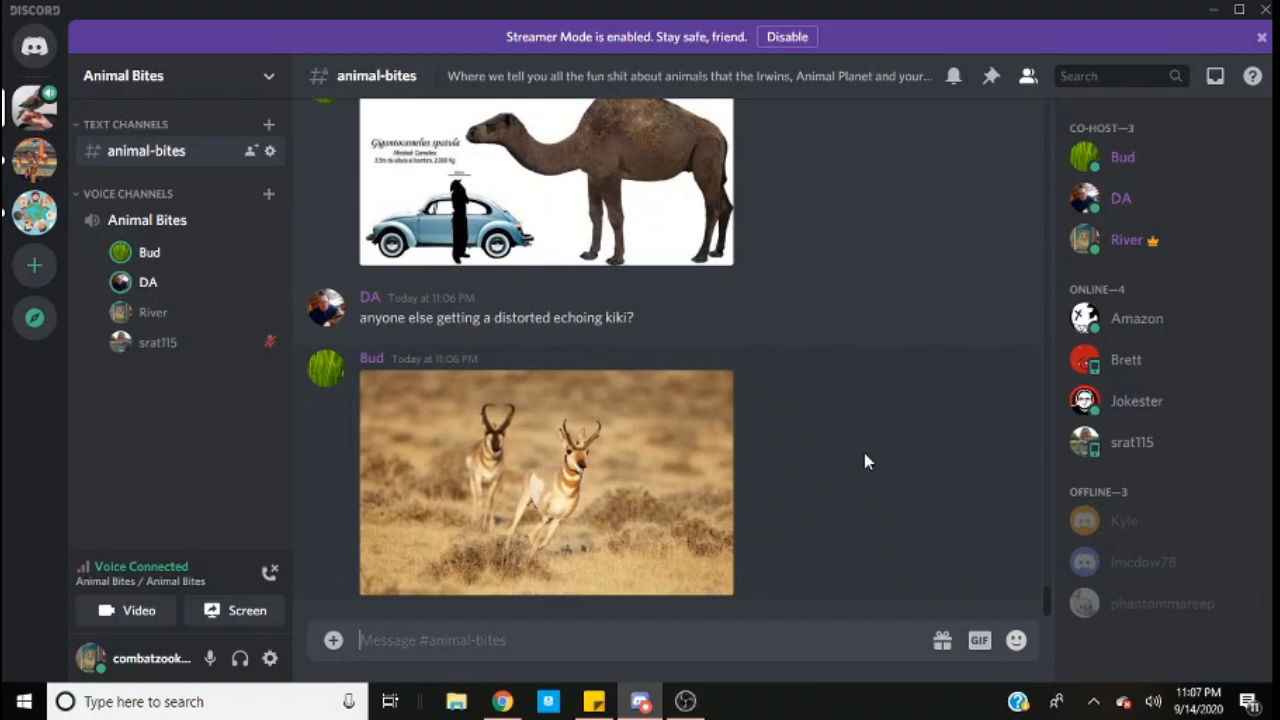 DISCORD
Streamer Mode is enabled. Stay safe, friend.
Disable
Animal Bites
animal-bites
Where we tell you all the fun shit about animals that the Irwins, Animal Planet and your...
Search
TEXT CHANNELS
animal-bites
VOICE CHANNELS
Animal Bites
Bud
DA
River
srat115
Gigantocamelus spatula
DA Today at 11:06 PM
anyone else getting a distorted echoing kiki?
Bud Today at 11:06 PM
CO-HOST—3
Bud
DA
River
ONLINE—4
Amazon
Brett
Jokester
srat115
OFFLINE—3
Kyle
lmcdow78
phantommareep
Voice Connected
Animal Bites / Animal Bites
Video
Screen
combatzook...
Message #animal-bites
GIF
Type here to search
11:07 PM
9/14/2020
11